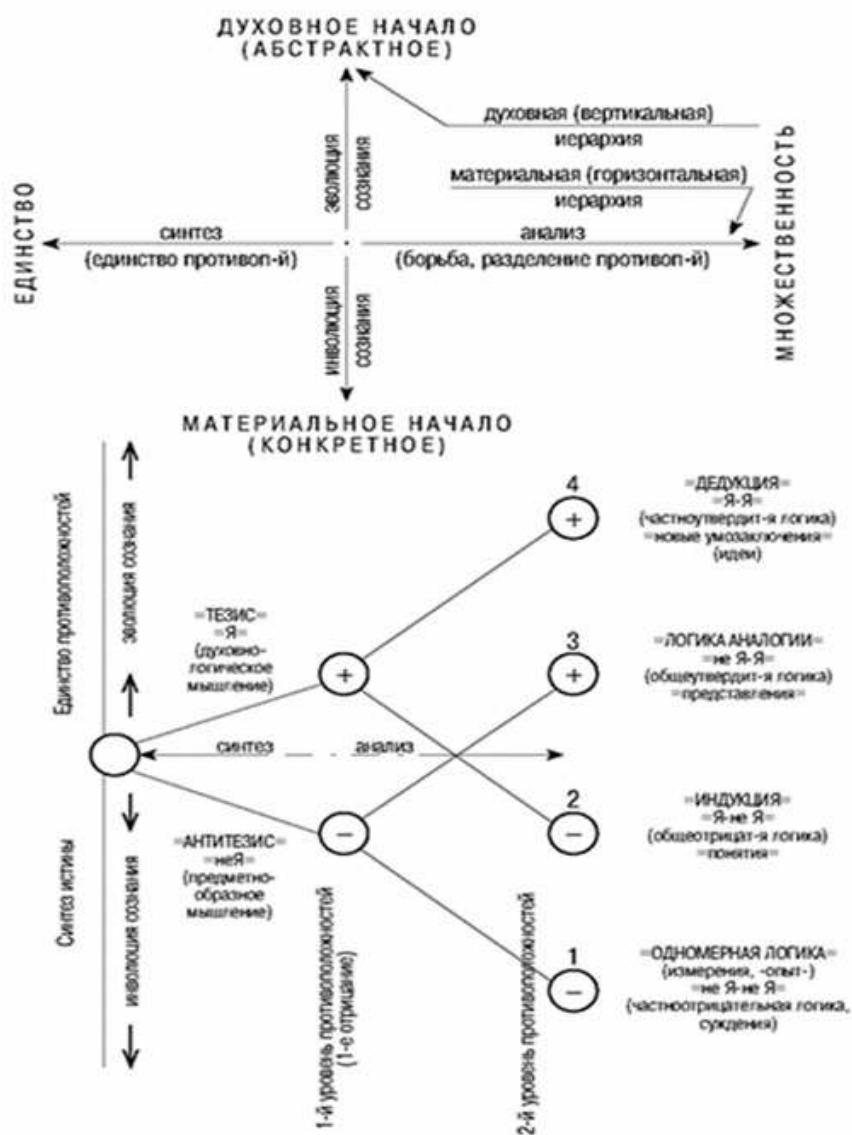 ДУХОВНОЕ НАЧАЛО
(АБСТРАКТНОЕ)
духовная (вертикальная)
иерархия
материальная (горизонтальная)
иерархия
ЕДИНСТВО
МНОЖЕСТВЕННОСТЬ
эволюция
сознания
синтез
(единство противоп-й)
анализ
(борьба, разделение противоп-й)
инволюция
сознания
МАТЕРИАЛЬНОЕ НАЧАЛО
(КОНКРЕТНОЕ)
Единство противоположностей
эволюция сознания
Синтез истины
инволюция сознания
=ТЕЗИС=
=Я=
(духовно-
логическое
мышление)
+
синтез - анализ
=АНТИТЕЗИС=
=неЯ=
(предметно-
образное
мышление)
−
1-й уровень противоположностей
(1-е отрицание)
2-й уровень противоположностей
4
+
=ДЕДУКЦИЯ=
=Я-Я=
(частноутвердит-я логика)
=новые умозаключения=
(идеи)
3
+
=ЛОГИКА АНАЛОГИИ=
=не Я-Я=
(общеутвердит-я логика)
=представления=
2
−
=ИНДУКЦИЯ=
=Я-не Я=
(общеотрицат-я логика)
=понятия=
1
−
=ОДНОМЕРНАЯ ЛОГИКА=
(измерения, -опыт-)
=не Я-не Я=
(частноотрицательная логика,
суждения)